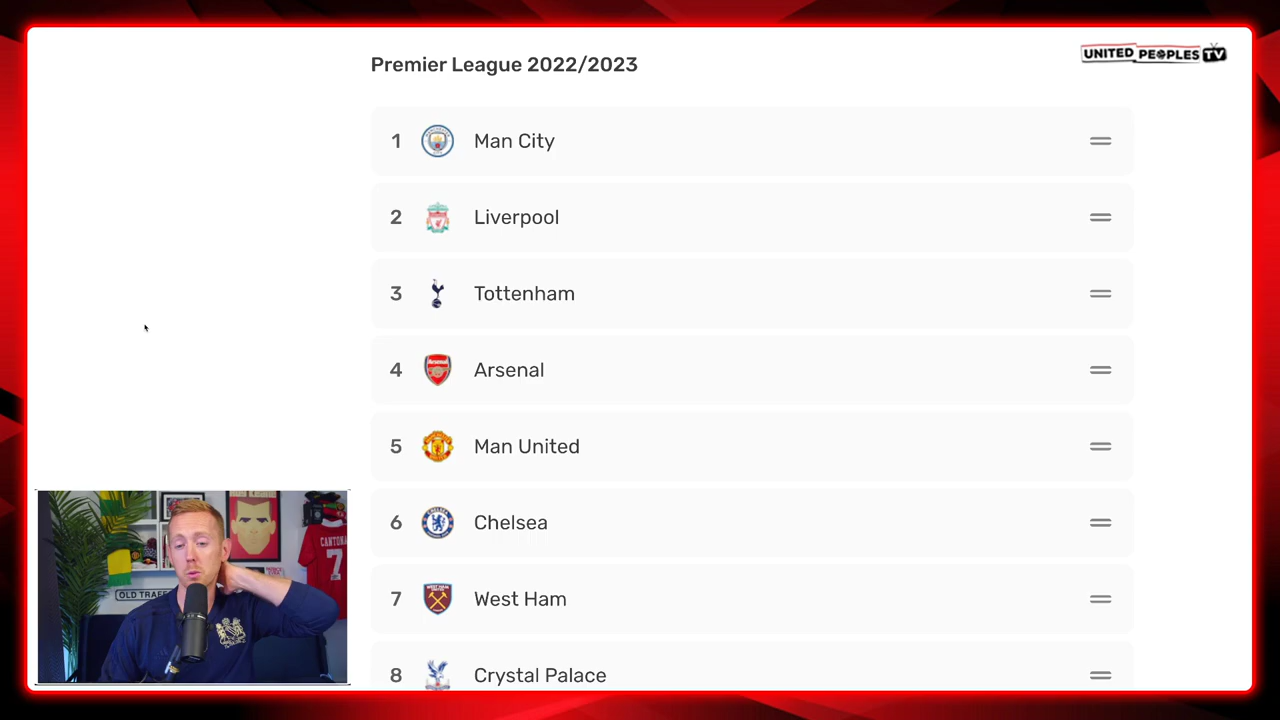 Premier League 2022/2023
UNITED PEOPLES TV
1 Man City
2 Liverpool
3 Tottenham
4 Arsenal
5 Man United
6 Chelsea
7 West Ham
8 Crystal Palace
CANTONA
7
OLD TRAFF